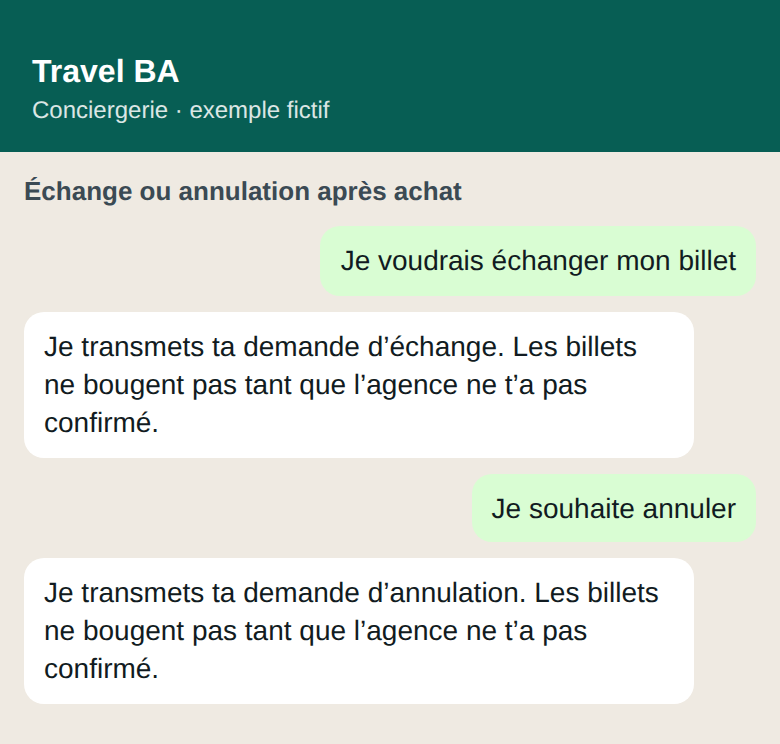 Travel BA
Conciergerie · exemple fictif
Échange ou annulation après achat
Je voudrais échanger mon billet
Je transmets ta demande d’échange. Les billets
ne bougent pas tant que l’agence ne t’a pas
confirmé.
Je souhaite annuler
Je transmets ta demande d’annulation. Les billets
ne bougent pas tant que l’agence ne t’a pas
confirmé.